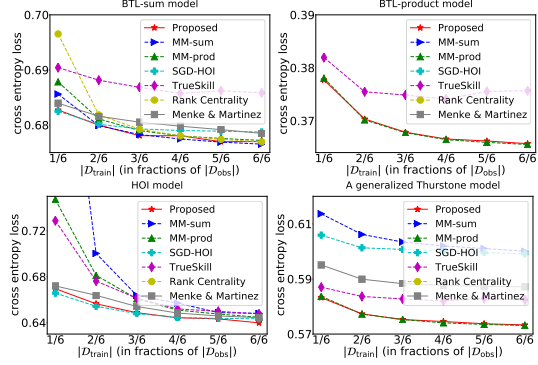 BTL-sum model
0.70
0.69
0.68
cross entropy loss
Proposed
MM-sum
MM-prod
SGD-HOI
TrueSkill
Rank Centrality
Menke & Martinez
1/6 2/6 3/6 4/6 5/6 6/6
|𝒟train| (in fractions of |𝒟obs|)
BTL-product model
0.39
0.38
0.37
cross entropy loss
Proposed
MM-sum
MM-prod
SGD-HOI
TrueSkill
Rank Centrality
Menke & Martinez
1/6 2/6 3/6 4/6 5/6 6/6
|𝒟train| (in fractions of |𝒟obs|)
HOI model
0.72
0.68
0.64
cross entropy loss
Proposed
MM-sum
MM-prod
SGD-HOI
TrueSkill
Rank Centrality
Menke & Martinez
1/6 2/6 3/6 4/6 5/6 6/6
|𝒟train| (in fractions of |𝒟obs|)
A generalized Thurstone model
0.61
0.59
0.57
cross entropy loss
Proposed
MM-sum
MM-prod
SGD-HOI
TrueSkill
Rank Centrality
Menke & Martinez
1/6 2/6 3/6 4/6 5/6 6/6
|𝒟train| (in fractions of |𝒟obs|)